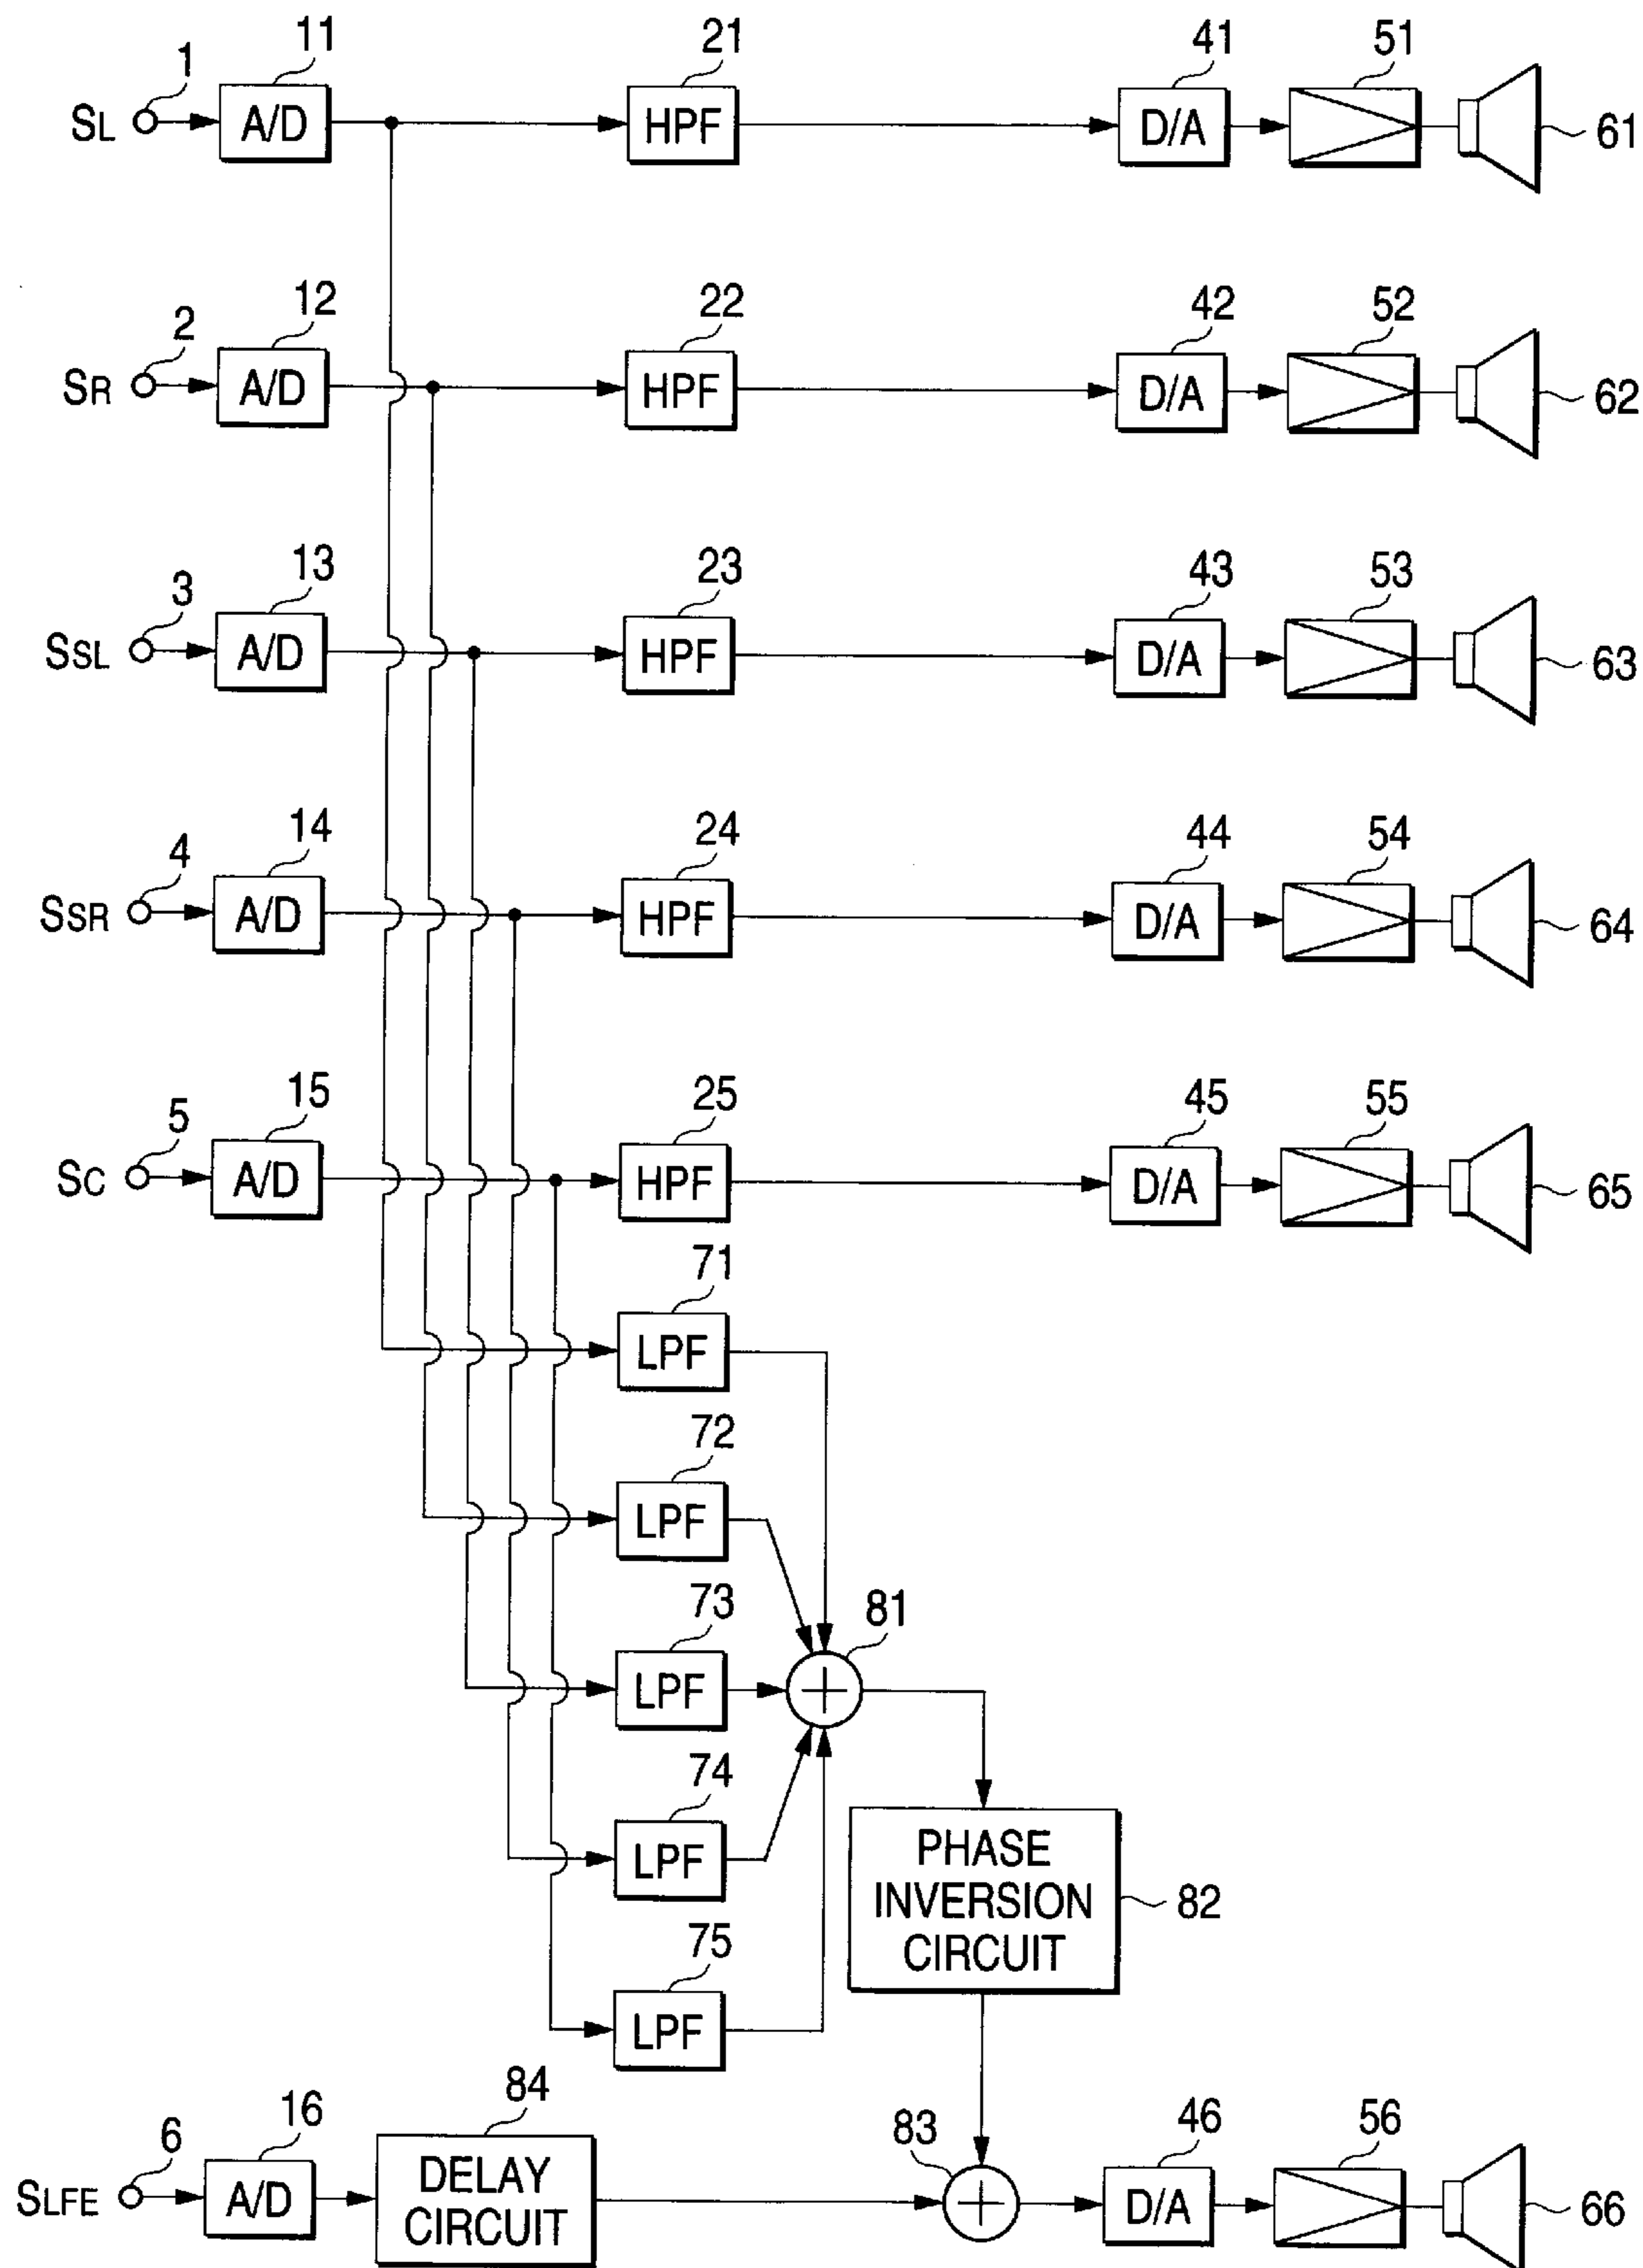 11 21 41 51
1
SL A/D HPF D/A 61
12 22 42 52
2
SR A/D HPF D/A 62
13 23 43 53
3
SSL A/D HPF D/A 63
14 24 44 54
4
SSR A/D HPF D/A 64
15 25 45 55
5
SC A/D HPF D/A 65
71
LPF
72
LPF
73 81
LPF +
74
LPF
PHASE
INVERSION
CIRCUIT
82
75
LPF
84
16 83 46 56
6
SLFE A/D DELAY
CIRCUIT
+ D/A 66